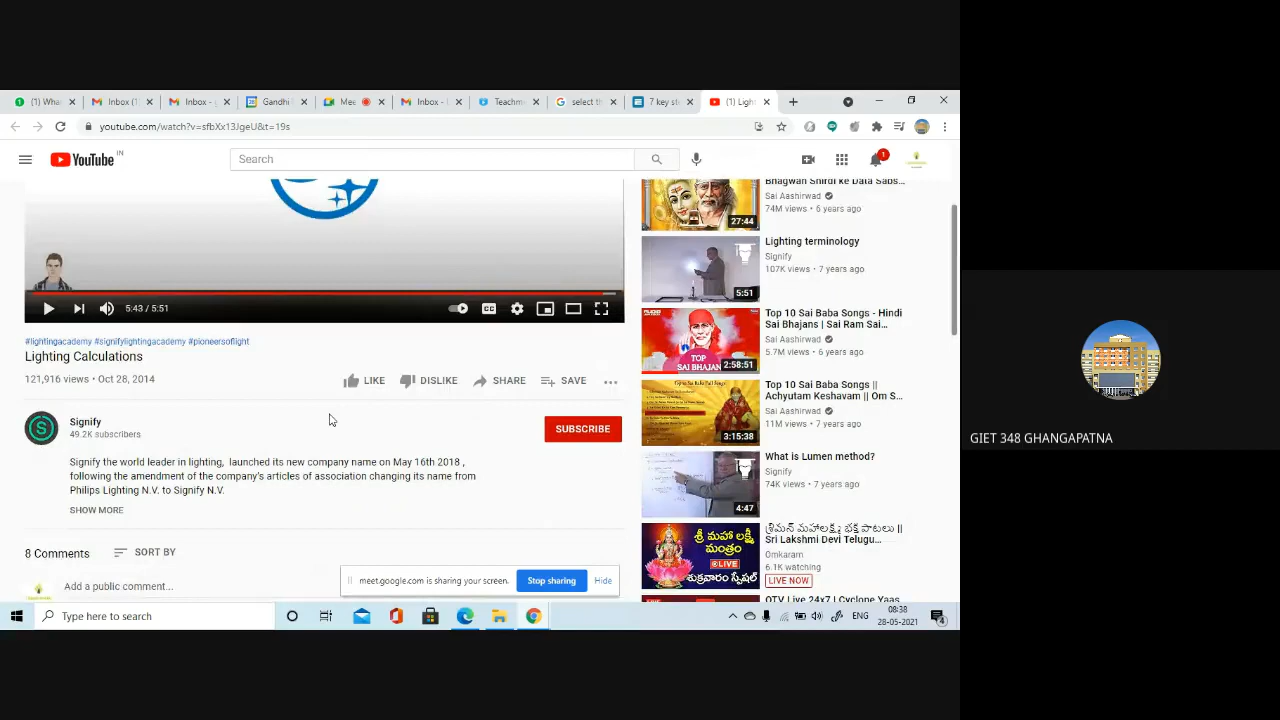 (1) Wha
Inbox (1
Inbox -
Gandhi
Mee
Inbox -
Teachm
select th
7 key st
(1) Ligh
youtube.com/watch?v=sfbXx13JgeU&t=19s
YouTube IN
Search
1
5:43 / 5:51
CC
#lightingacademy #signifylightingacademy #pioneersoflight
Lighting Calculations
121,916 views • Oct 28, 2014
LIKE
DISLIKE
SHARE
SAVE
Signify
49.2K subscribers
SUBSCRIBE
Signify the world leader in lighting, launched its new company name on May 16th 2018 ,
following the amendment of the company's articles of association changing its name from
Philips Lighting N.V. to Signify N.V.
SHOW MORE
8 Comments
SORT BY
Add a public comment...
Bhagwan Shirdi ke Data Sabs...
Sai Aashirwad
74M views • 6 years ago
27:44
Lighting terminology
Signify
107K views • 7 years ago
5:51
Top 10 Sai Baba Songs - Hindi
Sai Bhajans | Sai Ram Sai...
Sai Aashirwad
5.7M views • 6 years ago
TOP
SAI BHAJAN
2:58:51
Top 10 Sai Baba Songs ||
Achyutam Keshavam || Om S...
Sai Aashirwad
11M views • 7 years ago
3:15:38
What is Lumen method?
Signify
74K views • 7 years ago
4:47
శ్రీమన్ మహాలక్ష్మి భక్తి పాటలు ||
Sri Lakshmi Devi Telugu...
Omkaram
6.1K watching
LIVE NOW
శ్రీ మహా లక్ష్మీ
మంత్రం
LIVE
శుక్రవారం స్పేషల్
OTV Live 24x7 | Cyclone Yaas
meet.google.com is sharing your screen.
Stop sharing
Hide
Type here to search
ENG
08:38
28-05-2021
4
GIET 348 GHANGAPATNA